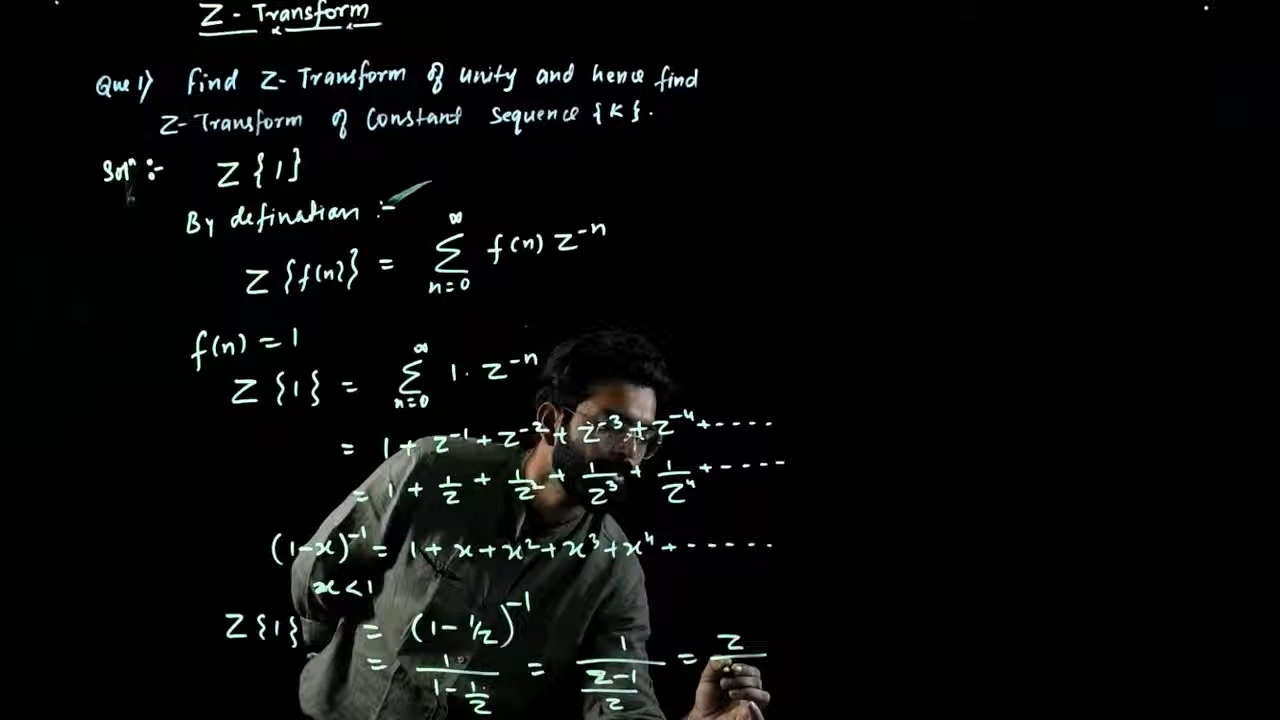 Z - Transform
Que 1) Find Z- Transform of unity and hence find
Z- Transform of constant sequence {K}.
Solⁿ :- Z {1}
By defination :-
Z {f(n)} = ∞ Σ n=0 f(n) z⁻ⁿ
f(n) = 1
Z {1} = ∞ Σ n=0 1. z⁻ⁿ
= 1 + z⁻¹ + z⁻² + z⁻³ + z⁻⁴ + ----
= 1 + 1/z + 1/z² + 1/z³ + 1/z⁴ + -----
(1-x)⁻¹ = 1 + x + x² + x³ + x⁴ + ------
x < 1
Z {1} = (1 - 1/z)⁻¹
= 1/(1 - 1/z) = 1/((z-1)/z) = z/